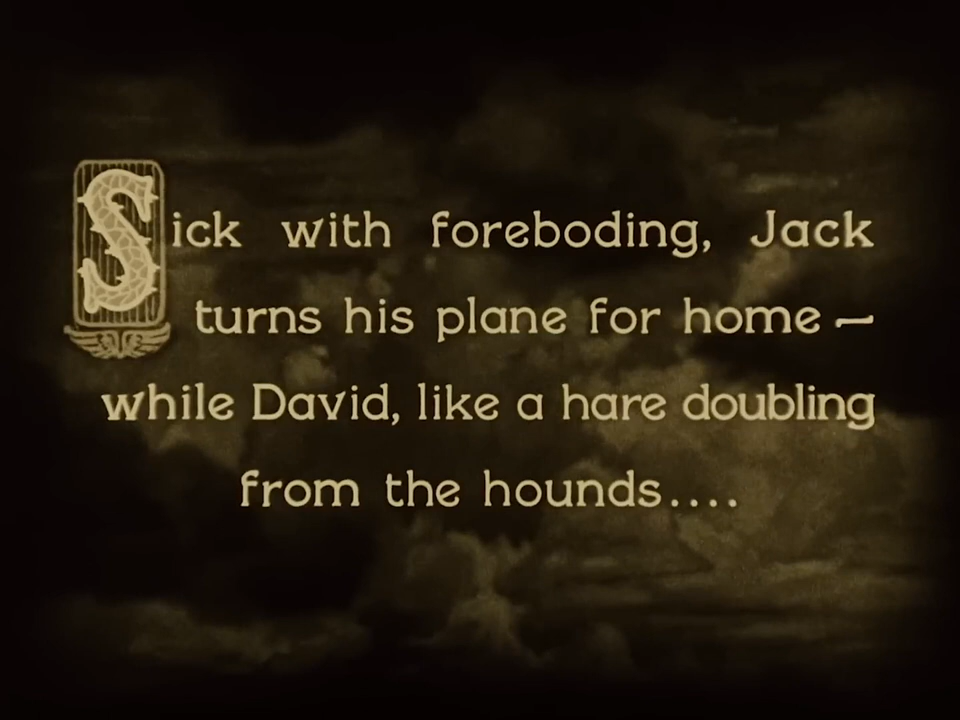 Sick with foreboding, Jack
turns his plane for home —
while David, like a hare doubling
from the hounds....